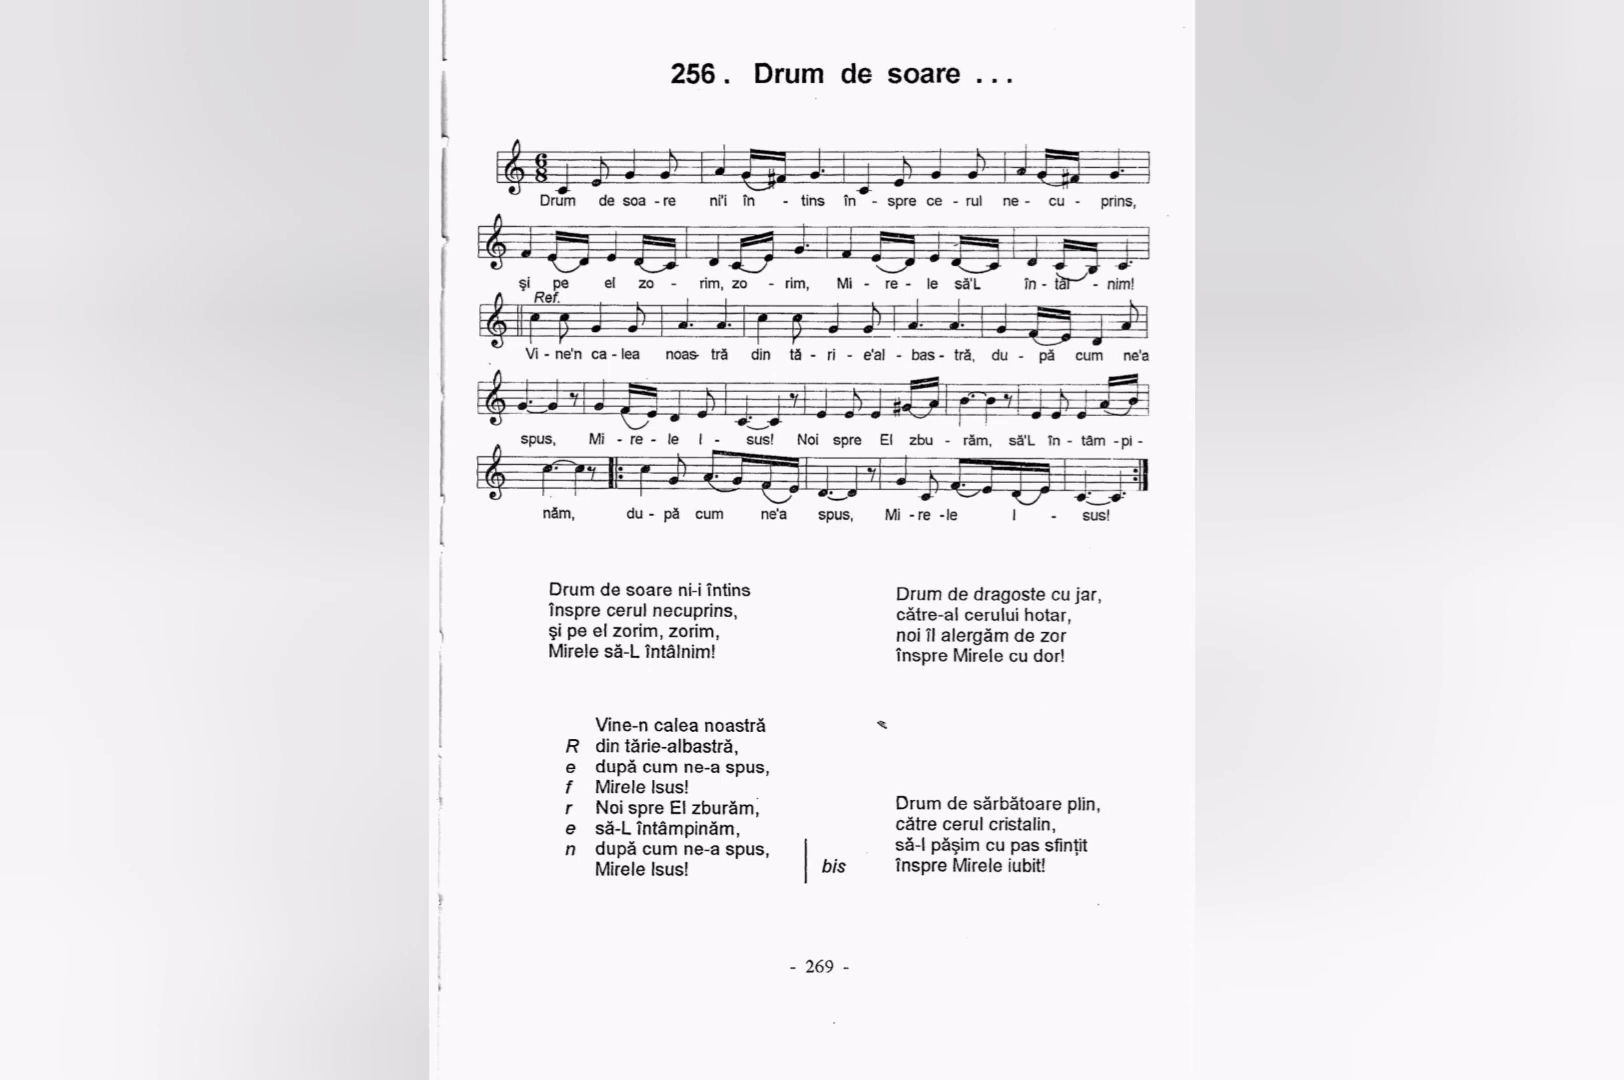 256 . Drum de soare ...
Drum de soa - re ni'i în - tins în - spre ce - rul ne - cu - prins,
și pe el zo - rim, zo - rim, Mi - re - le să'L în - tâl - nim!
Ref.
Vi - ne'n ca - lea noas- tră din tă - ri - e'al - bas - tră, du - pă cum ne'a
spus, Mi - re - le I - sus! Noi spre El zbu - răm, să'L în - tâm - pi -
năm, du - pă cum ne'a spus, Mi - re - le I - sus!
Drum de soare ni-i întins
înspre cerul necuprins,
și pe el zorim, zorim,
Mirele să-L întâlnim!
Drum de dragoste cu jar,
către-al cerului hotar,
noi îl alergăm de zor
înspre Mirele cu dor!
Refren
Vine-n calea noastră
din tărie-albastră,
după cum ne-a spus,
Mirele Isus!
Noi spre El zburăm,
să-L întâmpinăm,
după cum ne-a spus,
Mirele Isus!
bis
Drum de sărbătoare plin,
către cerul cristalin,
să-l pășim cu pas sfințit
înspre Mirele iubit!
- 269 -